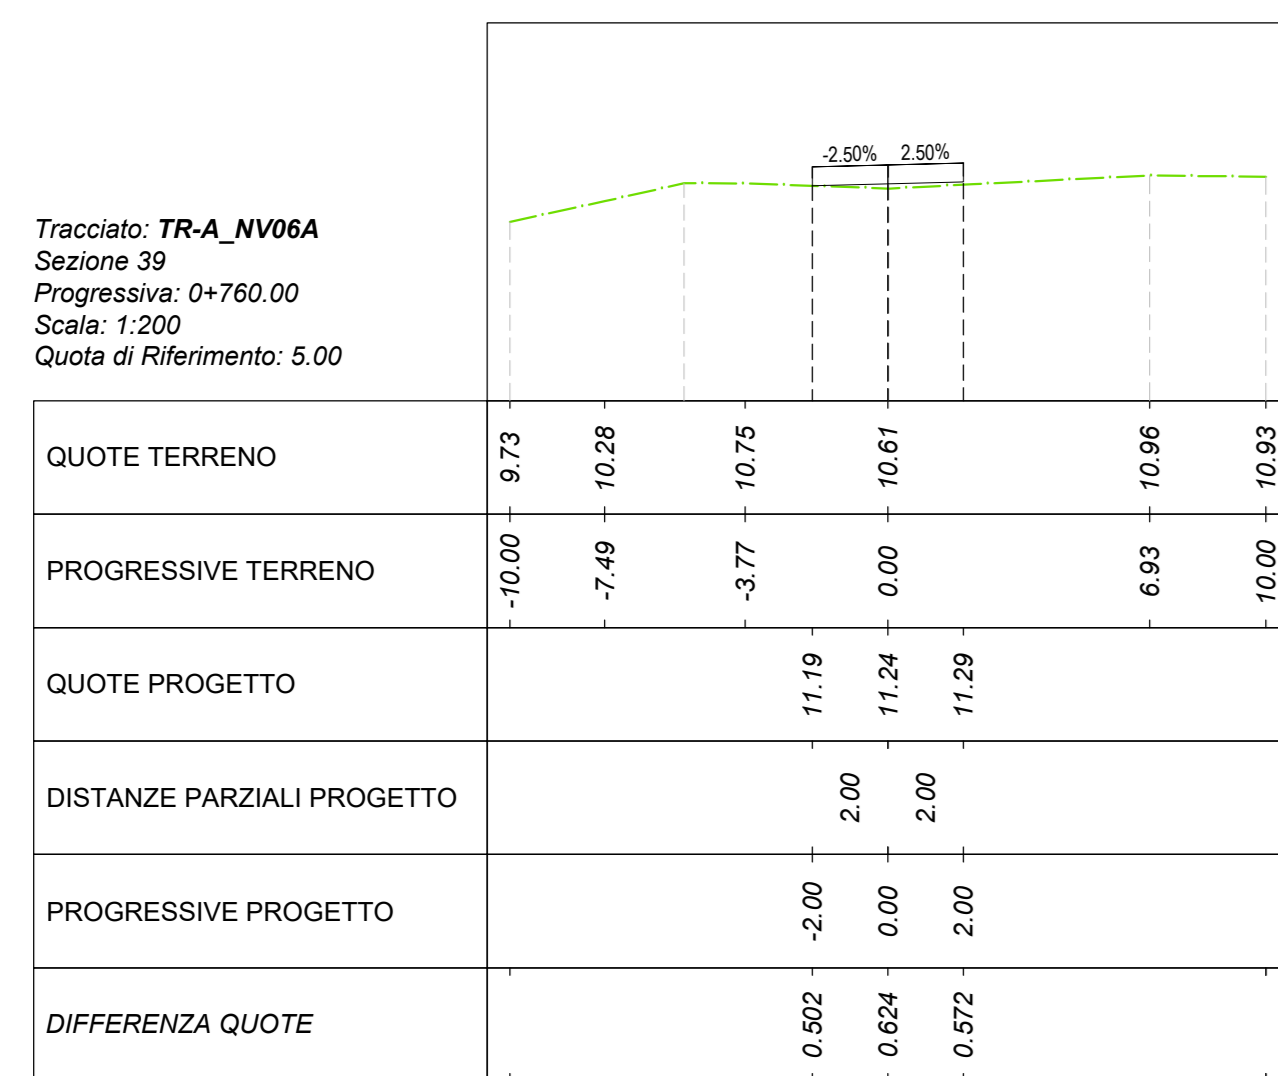 -2.50% 2.50%
Tracciato: TR-A_NV06A
Sezione 39
Progressiva: 0+760.00
Scala: 1:200
Quota di Riferimento: 5.00
QUOTE TERRENO 9.73 10.28 10.75 10.61 10.96 10.93
PROGRESSIVE TERRENO -10.00 -7.49 -3.77 0.00 6.93 10.00
QUOTE PROGETTO 11.19 11.24 11.29
DISTANZE PARZIALI PROGETTO 2.00 2.00
PROGRESSIVE PROGETTO -2.00 0.00 2.00
DIFFERENZA QUOTE 0.502 0.624 0.572